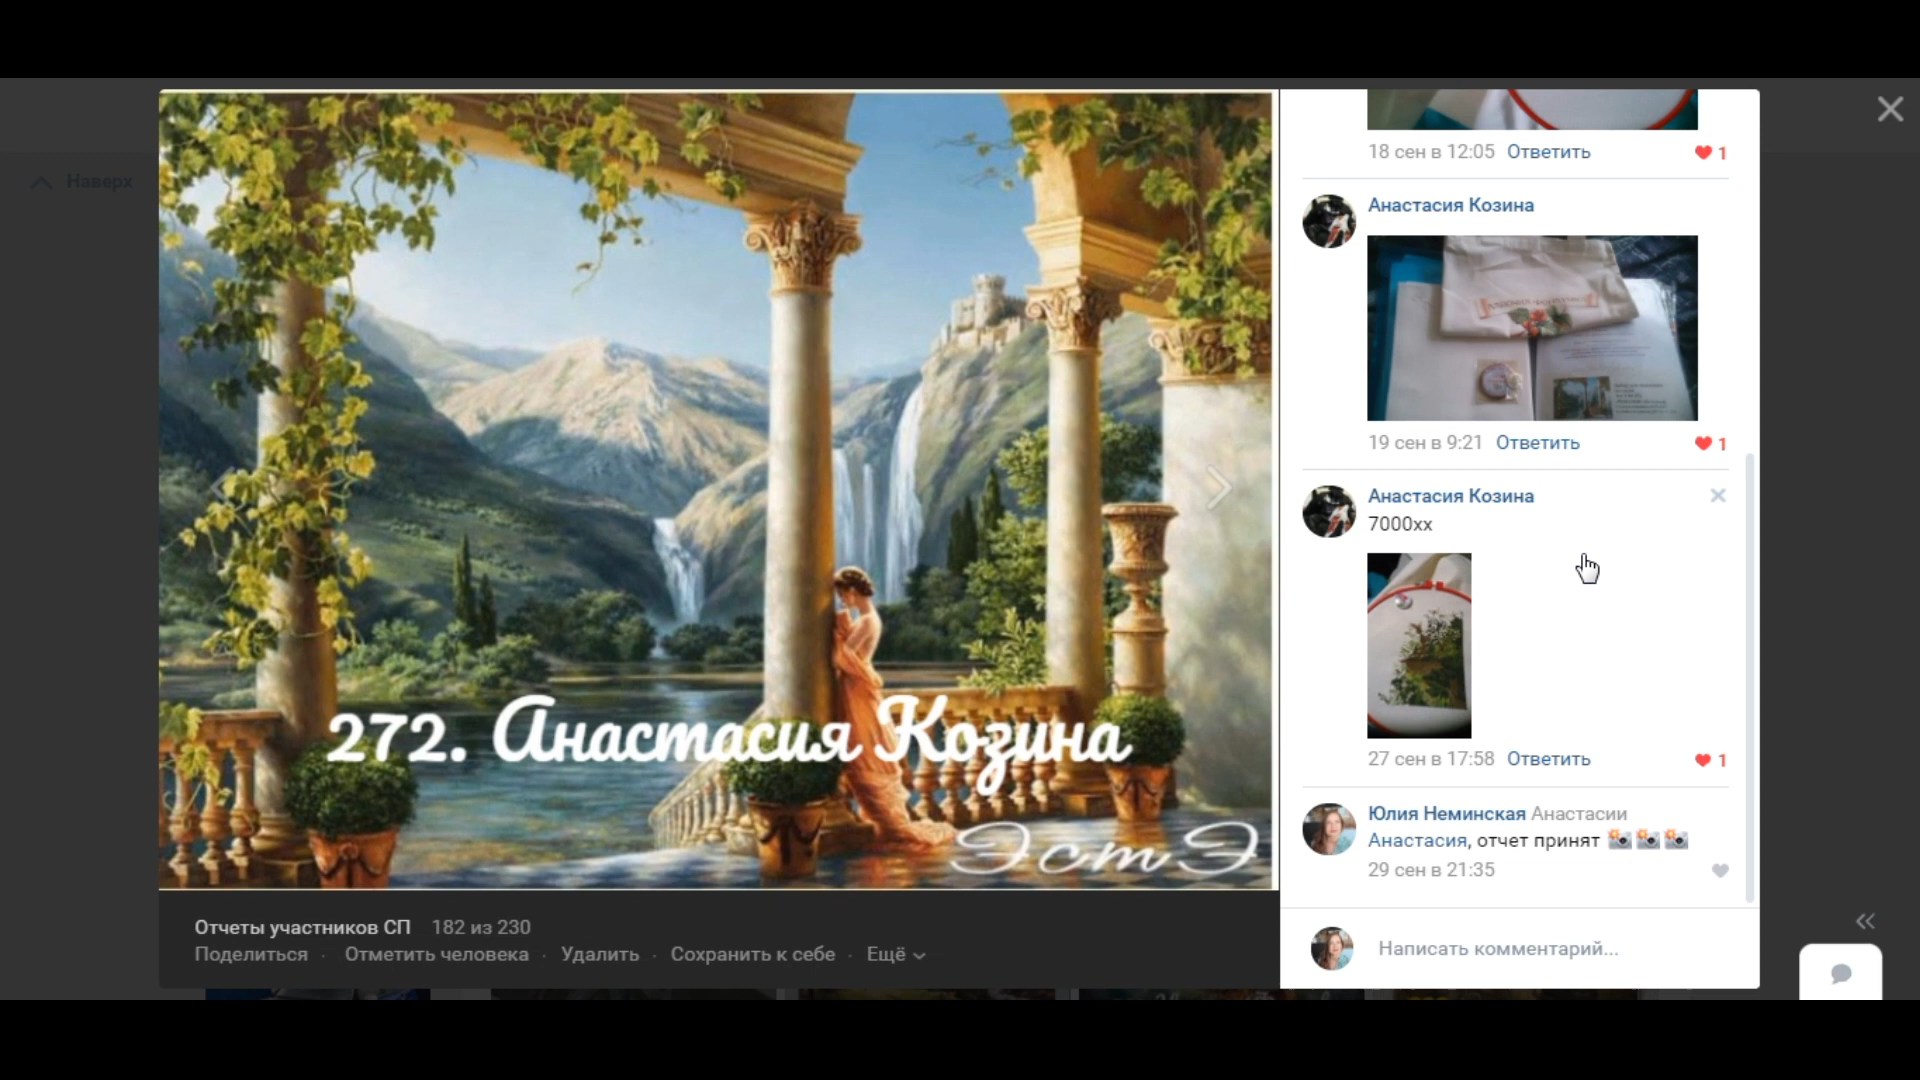 Наверх
18 сен в 12:05 Ответить
1
Анастасия Козина
19 сен в 9:21 Ответить
1
Анастасия Козина
7000хх
27 сен в 17:58 Ответить
1
Юлия Неминская Анастасии
Анастасия, отчет принят
29 сен в 21:35
Написать комментарий...
272. Анастасия Козина
ЭстЭ
Отчеты участников СП 182 из 230
Поделиться · Отметить человека · Удалить · Сохранить к себе · Ещё